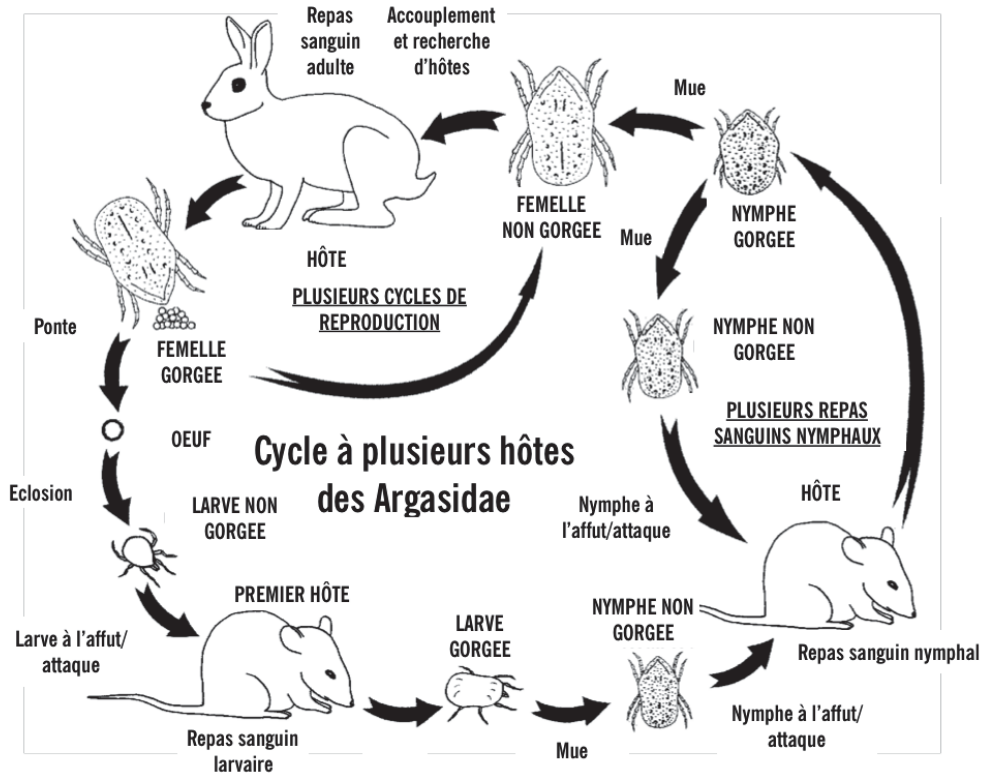 Repas
sanguin
adulte
Accouplement
et recherche
d'hôtes
Mue
FEMELLE
NON GORGEE
NYMPHE
GORGEE
Mue
HÔTE
PLUSIEURS CYCLES DE
REPRODUCTION
Ponte
FEMELLE
GORGEE
NYMPHE NON
GORGEE
PLUSIEURS REPAS
SANGUINS NYMPHAUX
OEUF
Cycle à plusieurs hôtes
des Argasidae
Eclosion
LARVE NON
GORGEE
Nymphe à
l'affut/attaque
HÔTE
PREMIER HÔTE
Larve à l'affut/
attaque
LARVE
GORGEE
NYMPHE NON
GORGEE
Repas sanguin nymphal
Repas sanguin
larvaire
Mue
Nymphe à l'affut/
attaque